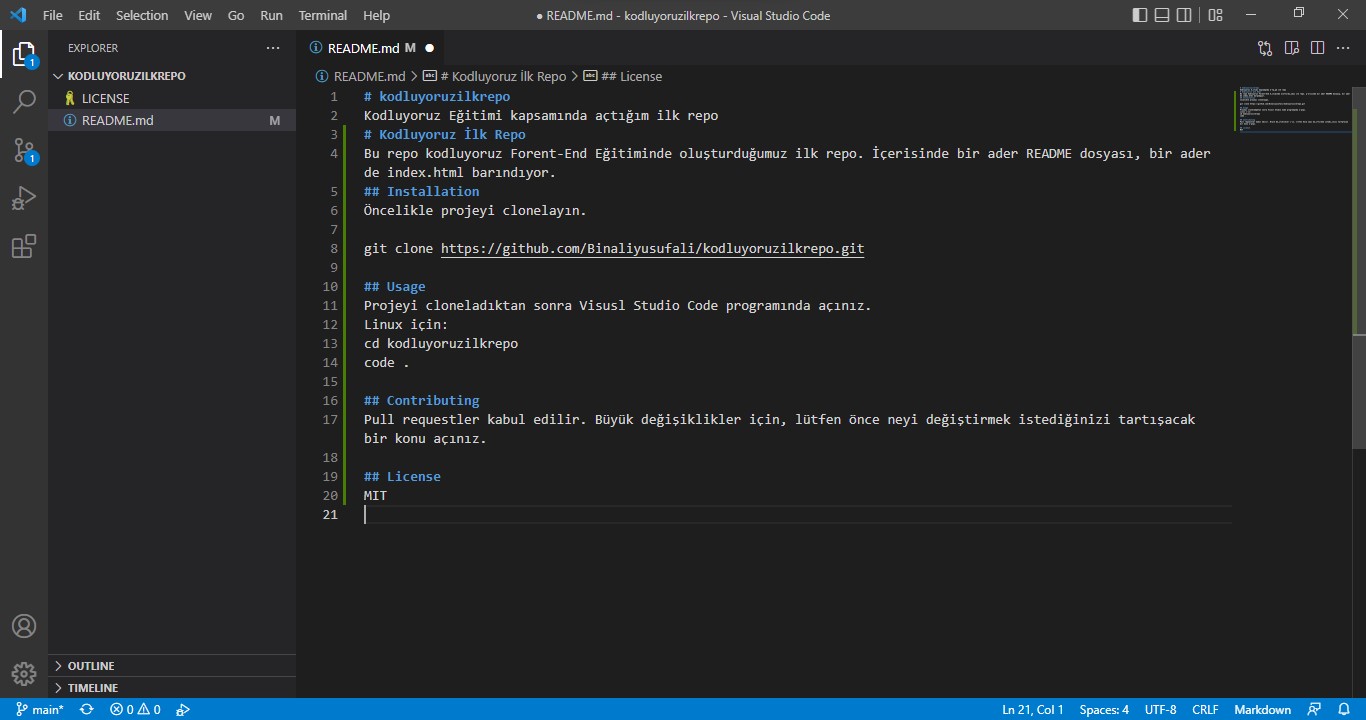 File Edit Selection View Go Run Terminal Help ● README.md - kodluyoruzilkrepo - Visual Studio Code
EXPLORER ···
README.md M ●
KODLUYORUZILKREPO
LICENSE
README.md M
README.md > # Kodluyoruz İlk Repo > ## License
1 # kodluyoruzilkrepo
2 Kodluyoruz Eğitimi kapsamında açtığım ilk repo
3 # Kodluyoruz İlk Repo
4 Bu repo kodluyoruz Forent-End Eğitiminde oluşturduğumuz ilk repo. İçerisinde bir ader README dosyası, bir ader
de index.html barındıyor.
5 ## Installation
6 Öncelikle projeyi clonelayın.
7
8 git clone https://github.com/Binaliyusufali/kodluyoruzilkrepo.git
9
10 ## Usage
11 Projeyi cloneladıktan sonra Visusl Studio Code programında açınız.
12 Linux için:
13 cd kodluyoruzilkrepo
14 code .
15
16 ## Contributing
17 Pull requestler kabul edilir. Büyük değişiklikler için, lütfen önce neyi değiştirmek istediğinizi tartışacak
bir konu açınız.
18
19 ## License
20 MIT
21
1
1
OUTLINE
TIMELINE
main* 0 0 Ln 21, Col 1 Spaces: 4 UTF-8 CRLF Markdown